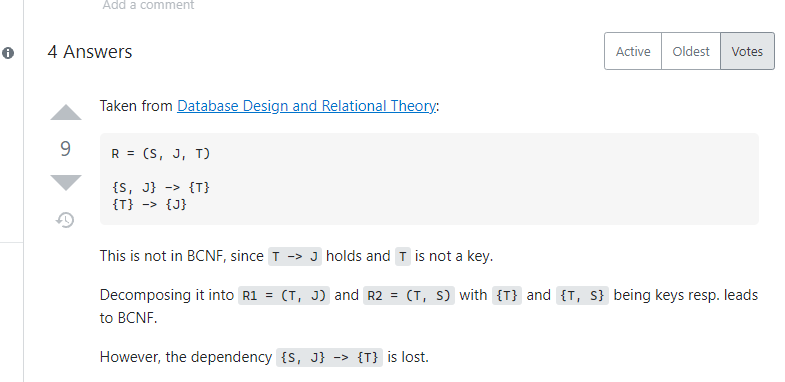 Add a comment
4 Answers
Active Oldest Votes
Taken from Database Design and Relational Theory:
9
R = (S, J, T)
{S, J} -> {T}
{T} -> {J}
This is not in BCNF, since T -> J holds and T is not a key.
Decomposing it into R1 = (T, J) and R2 = (T, S) with {T} and {T, S} being keys resp. leads
to BCNF.
However, the dependency {S, J} -> {T} is lost.